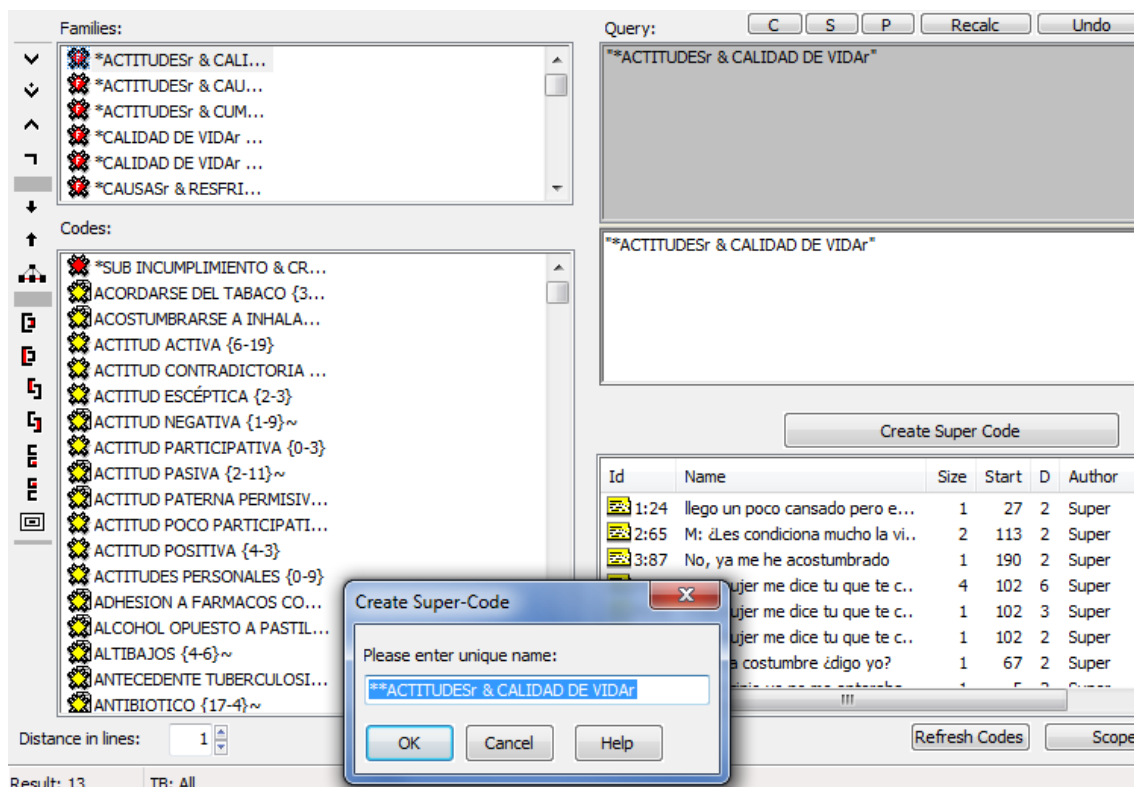 Families:
*ACTITUDESr & CALI...
*ACTITUDESr & CAU...
*ACTITUDESr & CUM...
*CALIDAD DE VIDAr ...
*CALIDAD DE VIDAr ...
*CAUSASr & RESFRI...
Codes:
*SUB INCUMPLIMIENTO & CR...
ACORDARSE DEL TABACO {3...
ACOSTUMBRARSE A INHALA...
ACTITUD ACTIVA {6-19}
ACTITUD CONTRADICTORIA ...
ACTITUD ESCÉPTICA {2-3}
ACTITUD NEGATIVA {1-9}~
ACTITUD PARTICIPATIVA {0-3}
ACTITUD PASIVA {2-11}~
ACTITUD PATERNA PERMISIV...
ACTITUD POCO PARTICIPATI...
ACTITUD POSITIVA {4-3}
ACTITUDES PERSONALES {0-9}
ADHESION A FARMACOS CO...
ALCOHOL OPUESTO A PASTIL...
ALTIBAJOS {4-6}~
ANTECEDENTE TUBERCULOSI...
ANTIBIOTICO {17-4}~
Distance in lines: 1
Result: 13 TB: All
Query: C S P Recalc Undo
"*ACTITUDESr & CALIDAD DE VIDAr"
"*ACTITUDESr & CALIDAD DE VIDAr"
Create Super Code
Id Name Size Start D Author
1:24 llego un poco cansado pero e... 1 27 2 Super
2:65 M: ¿Les condiciona mucho la vi.. 2 113 2 Super
3:87 No, ya me he acostumbrado 1 190 2 Super
ujer me dice tu que te c.. 4 102 6 Super
ujer me dice tu que te c.. 1 102 3 Super
ujer me dice tu que te c.. 1 102 2 Super
a costumbre ¿digo yo? 1 67 2 Super
Refresh Codes Scope
Create Super-Code
Please enter unique name:
**ACTITUDESr & CALIDAD DE VIDAr
OK Cancel Help